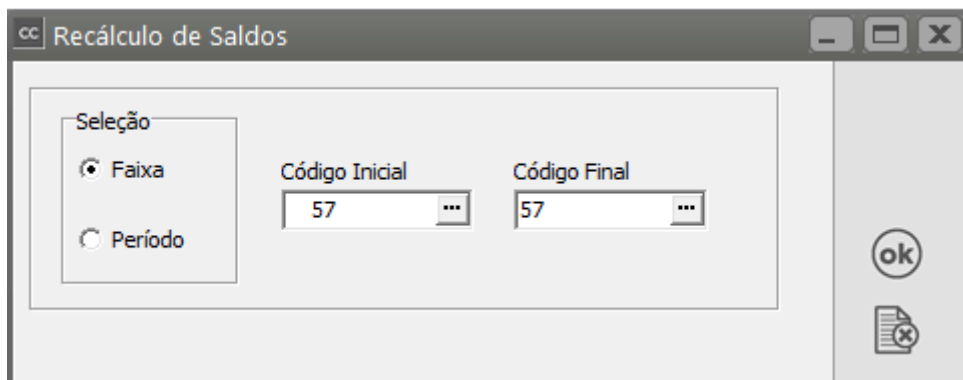 cc Recálculo de Saldos
Seleção
Faixa
Código Inicial Código Final
57 ... 57 ...
Período
ok